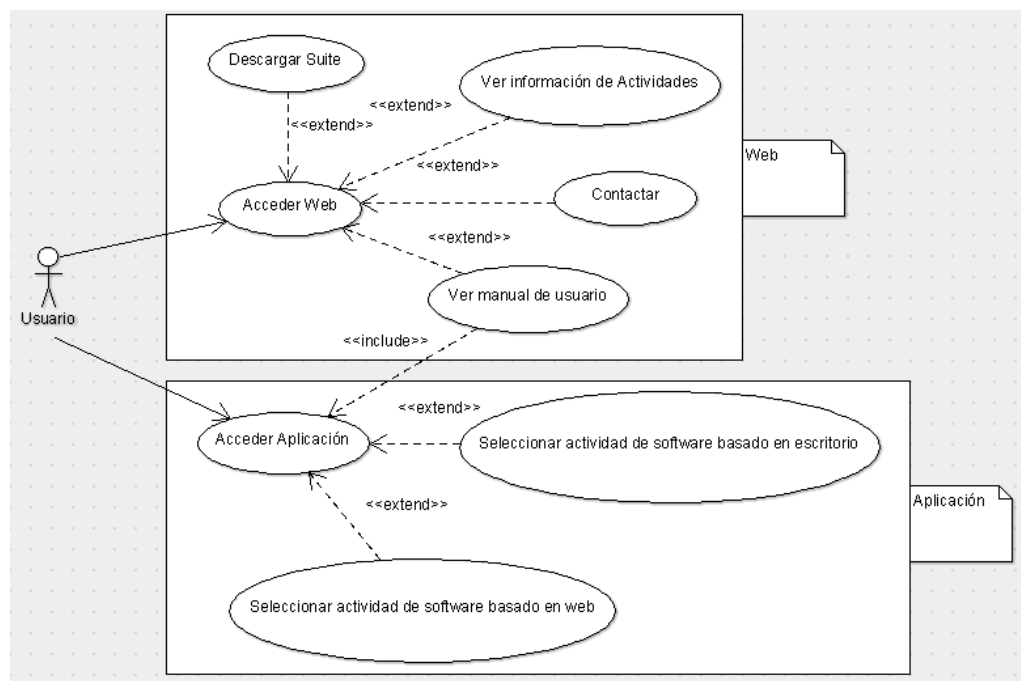 Descargar Suite
Ver información de Actividades
<<extend>>
<<extend>>
Web
<<extend>>
Contactar
Acceder Web
<<extend>>
Ver manual de usuario
Usuario
<<include>>
<<extend>>
Acceder Aplicación
Seleccionar actividad de software basado en escritorio
<<extend>>
Aplicación
Seleccionar actividad de software basado en web